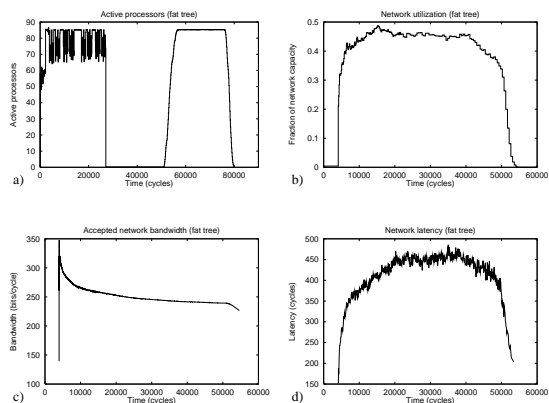 Active processors (fat tree)
90
80
70
60
50
40
30
20
10
0
Active processors
0 20000 40000 60000 80000
Time (cycles)
a)
Network utilization (fat tree)
0.5
0.4
0.3
0.2
0.1
0
Fraction of network capacity
0 10000 20000 30000 40000 50000 60000
Time (cycles)
b)
Accepted network bandwidth (fat tree)
350
300
250
200
150
100
Bandwidth (bits/cycle)
0 10000 20000 30000 40000 50000 60000
Time (cycles)
c)
Network latency (fat tree)
500
450
400
350
300
250
200
150
Latency (cycles)
0 10000 20000 30000 40000 50000 60000
Time (cycles)
d)